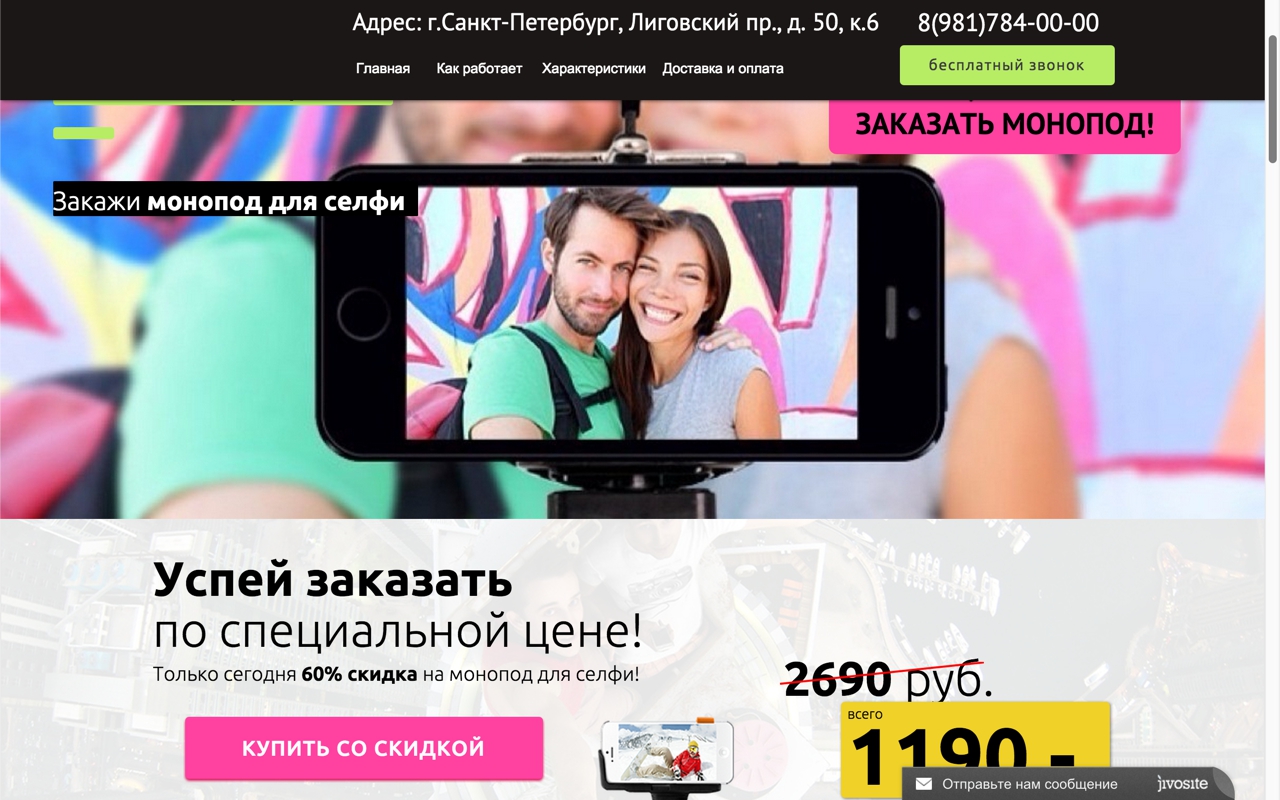 Адрес: г.Санкт-Петербург, Лиговский пр., д. 50, к.6
8(981)784-00-00
Главная
Как работает
Характеристики
Доставка и оплата
бесплатный звонок
ЗАКАЗАТЬ МОНОПОД!
Закажи монопод для селфи
Успей заказать
по специальной цене!
Только сегодня 60% скидка на монопод для селфи!
2690 руб.
КУПИТЬ СО СКИДКОЙ
всего
1190.-
Отправьте нам сообщение
jivosite